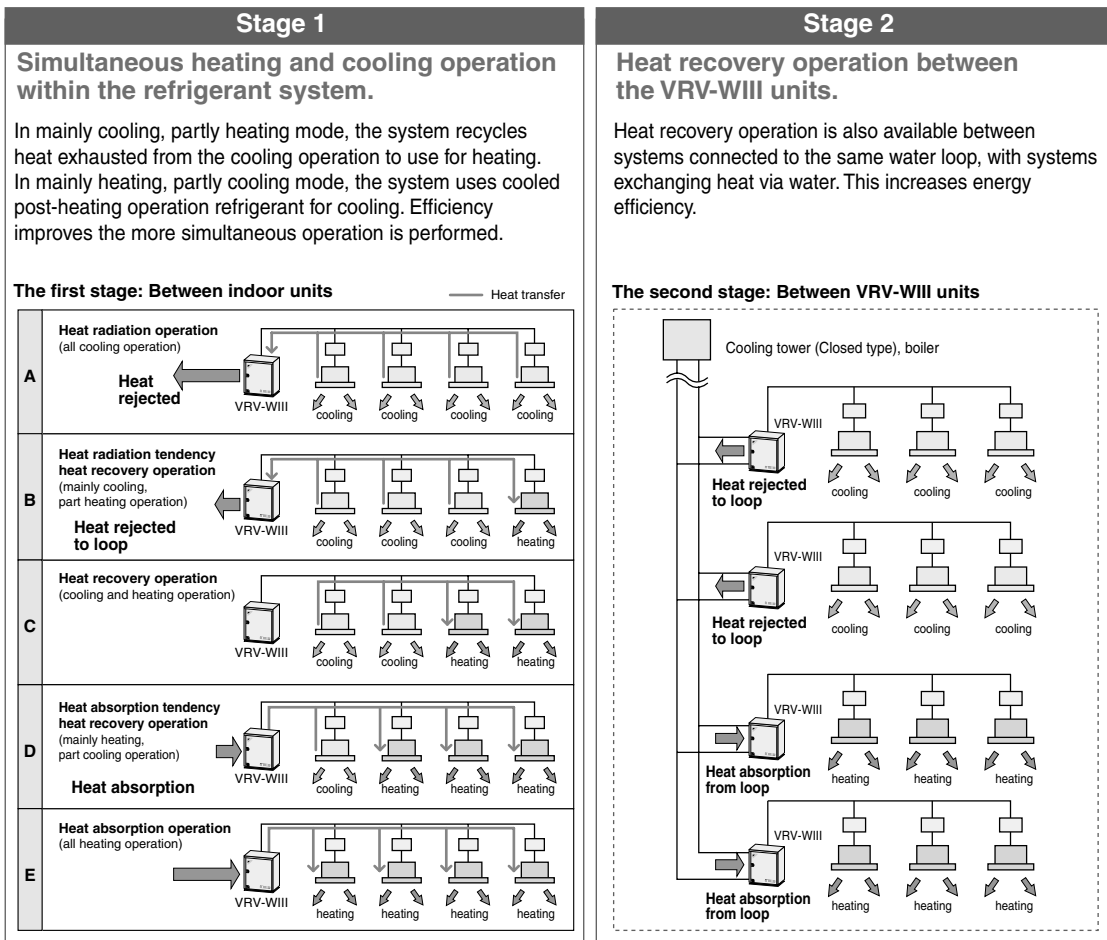 Stage 1
Simultaneous heating and cooling operation
within the refrigerant system.
In mainly cooling, partly heating mode, the system recycles
heat exhausted from the cooling operation to use for heating.
In mainly heating, partly cooling mode, the system uses cooled
post-heating operation refrigerant for cooling. Efficiency
improves the more simultaneous operation is performed.
The first stage: Between indoor units
Heat transfer
A
Heat radiation operation
(all cooling operation)
Heat
rejected
VRV-WIII
cooling cooling cooling cooling
B
Heat radiation tendency
heat recovery operation
(mainly cooling,
part heating operation)
Heat rejected
to loop
VRV-WIII
cooling cooling cooling heating
C
Heat recovery operation
(cooling and heating operation)
VRV-WIII
cooling cooling heating heating
D
Heat absorption tendency
heat recovery operation
(mainly heating,
part cooling operation)
Heat absorption
VRV-WIII
cooling heating heating heating
E
Heat absorption operation
(all heating operation)
VRV-WIII
heating heating heating heating
Stage 2
Heat recovery operation between
the VRV-WIII units.
Heat recovery operation is also available between
systems connected to the same water loop, with systems
exchanging heat via water. This increases energy
efficiency.
The second stage: Between VRV-WIII units
Cooling tower (Closed type), boiler
VRV-WIII
Heat rejected
to loop
cooling cooling cooling
VRV-WIII
Heat rejected
to loop
cooling cooling cooling
VRV-WIII
Heat absorption
from loop
heating heating heating
VRV-WIII
Heat absorption
from loop
heating heating heating